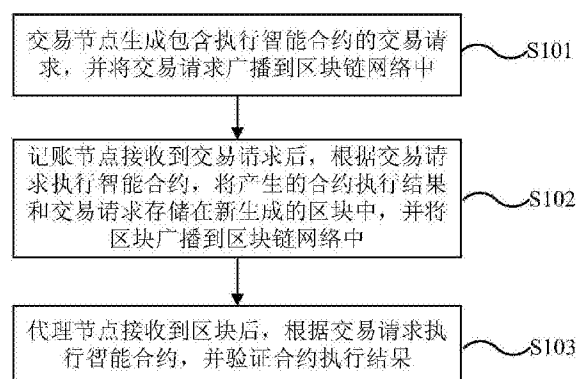 交易节点生成包含执行智能合约的交易请
求，并将交易请求广播到区块链网络中
S101
记账节点接收到交易请求后，根据交易请
求执行智能合约，将产生的合约执行结果
和交易请求存储在新生成的区块中，并将
区块广播到区块链网络中
S102
代理节点接收到区块后，根据交易请求执
行智能合约，并验证合约执行结果
S103